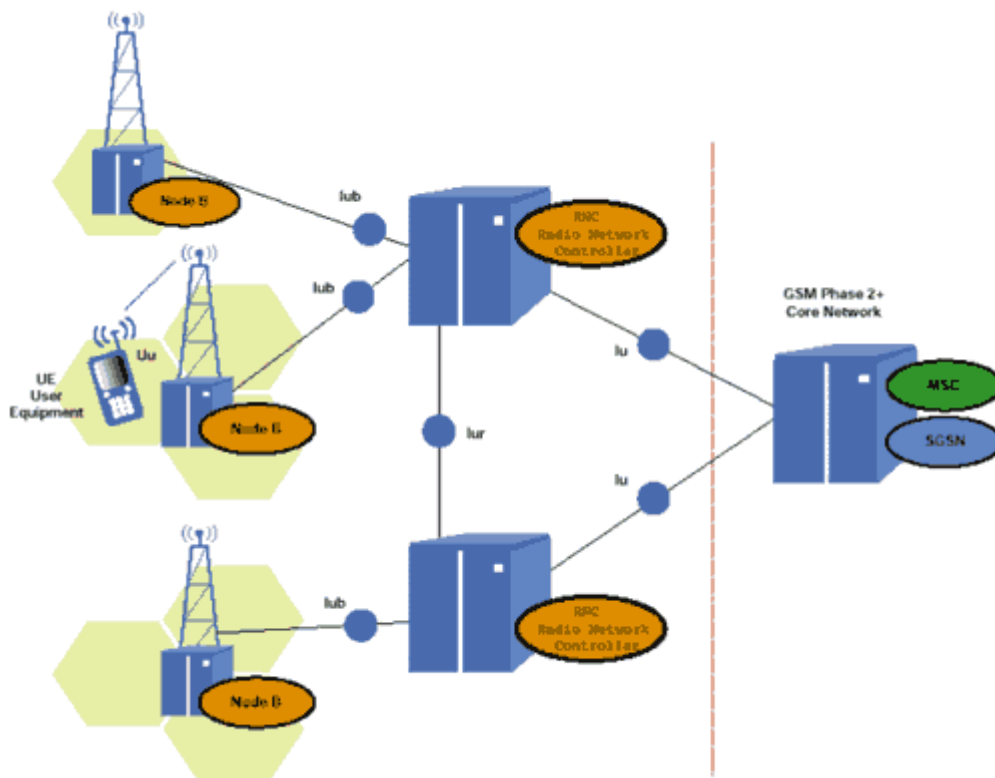 Node B
Iub
RNC
Radio Network
Controller
Iub
GSM Phase 2+
Core Network
Uu
UE
User
Equipment
Iu
MSC
Node B
Iur
SGSN
Iu
Iub
RNC
Radio Network
Controller
Node B